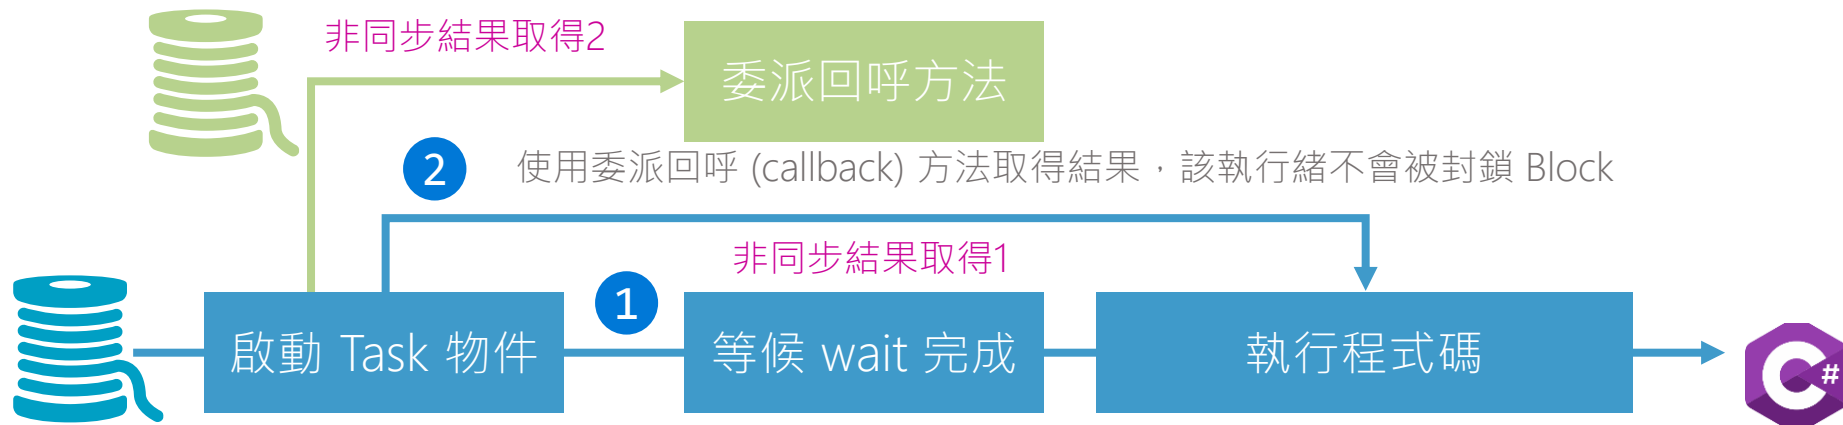 非同步結果取得2
委派回呼方法
2
使用委派回呼 (callback) 方法取得結果，該執行緒不會被封鎖 Block
非同步結果取得1
1
啟動 Task 物件
等候 wait 完成
執行程式碼
C#